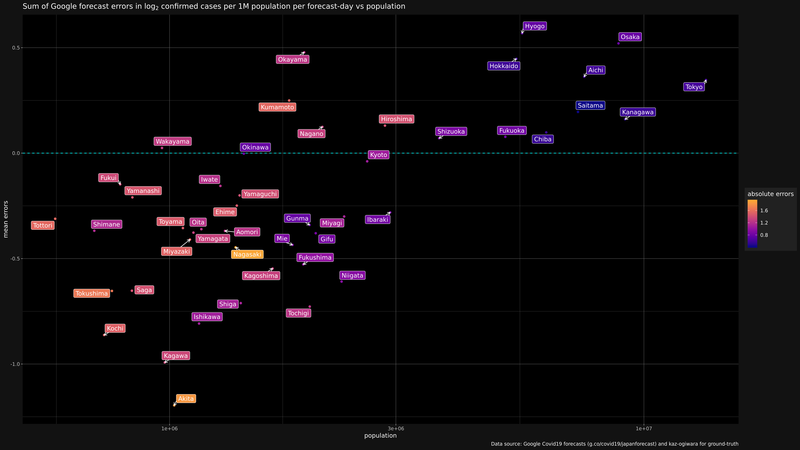 Sum of Google forecast errors in log₂ confirmed cases per 1M population per forecast-day vs population
Hyogo
Osaka
0.5
Okayama
Hokkaido
Aichi
Tokyo
Kumamoto
Saitama
Kanagawa
Hiroshima
Nagano
Shizuoka
Fukuoka
Chiba
Wakayama
Okinawa
0.0
Kyoto
Fukui
Iwate
Yamanashi
Yamaguchi
absolute errors
1.6
1.2
0.8
Ehime
Tottori
Shimane
Toyama
Oita
Gunma
Miyagi
Ibaraki
mean errors
Yamagata
Aomori
Mie
Gifu
Miyazaki
Nagasaki
-0.5
Fukushima
Kagoshima
Niigata
Tokushima
Saga
Shiga
Ishikawa
Tochigi
Kochi
Kagawa
-1.0
Akita
1e+06
3e+06
1e+07
population
Data source: Google Covid19 forecasts (g.co/covid19/japanforecast) and kaz-ogiwara for ground-truth